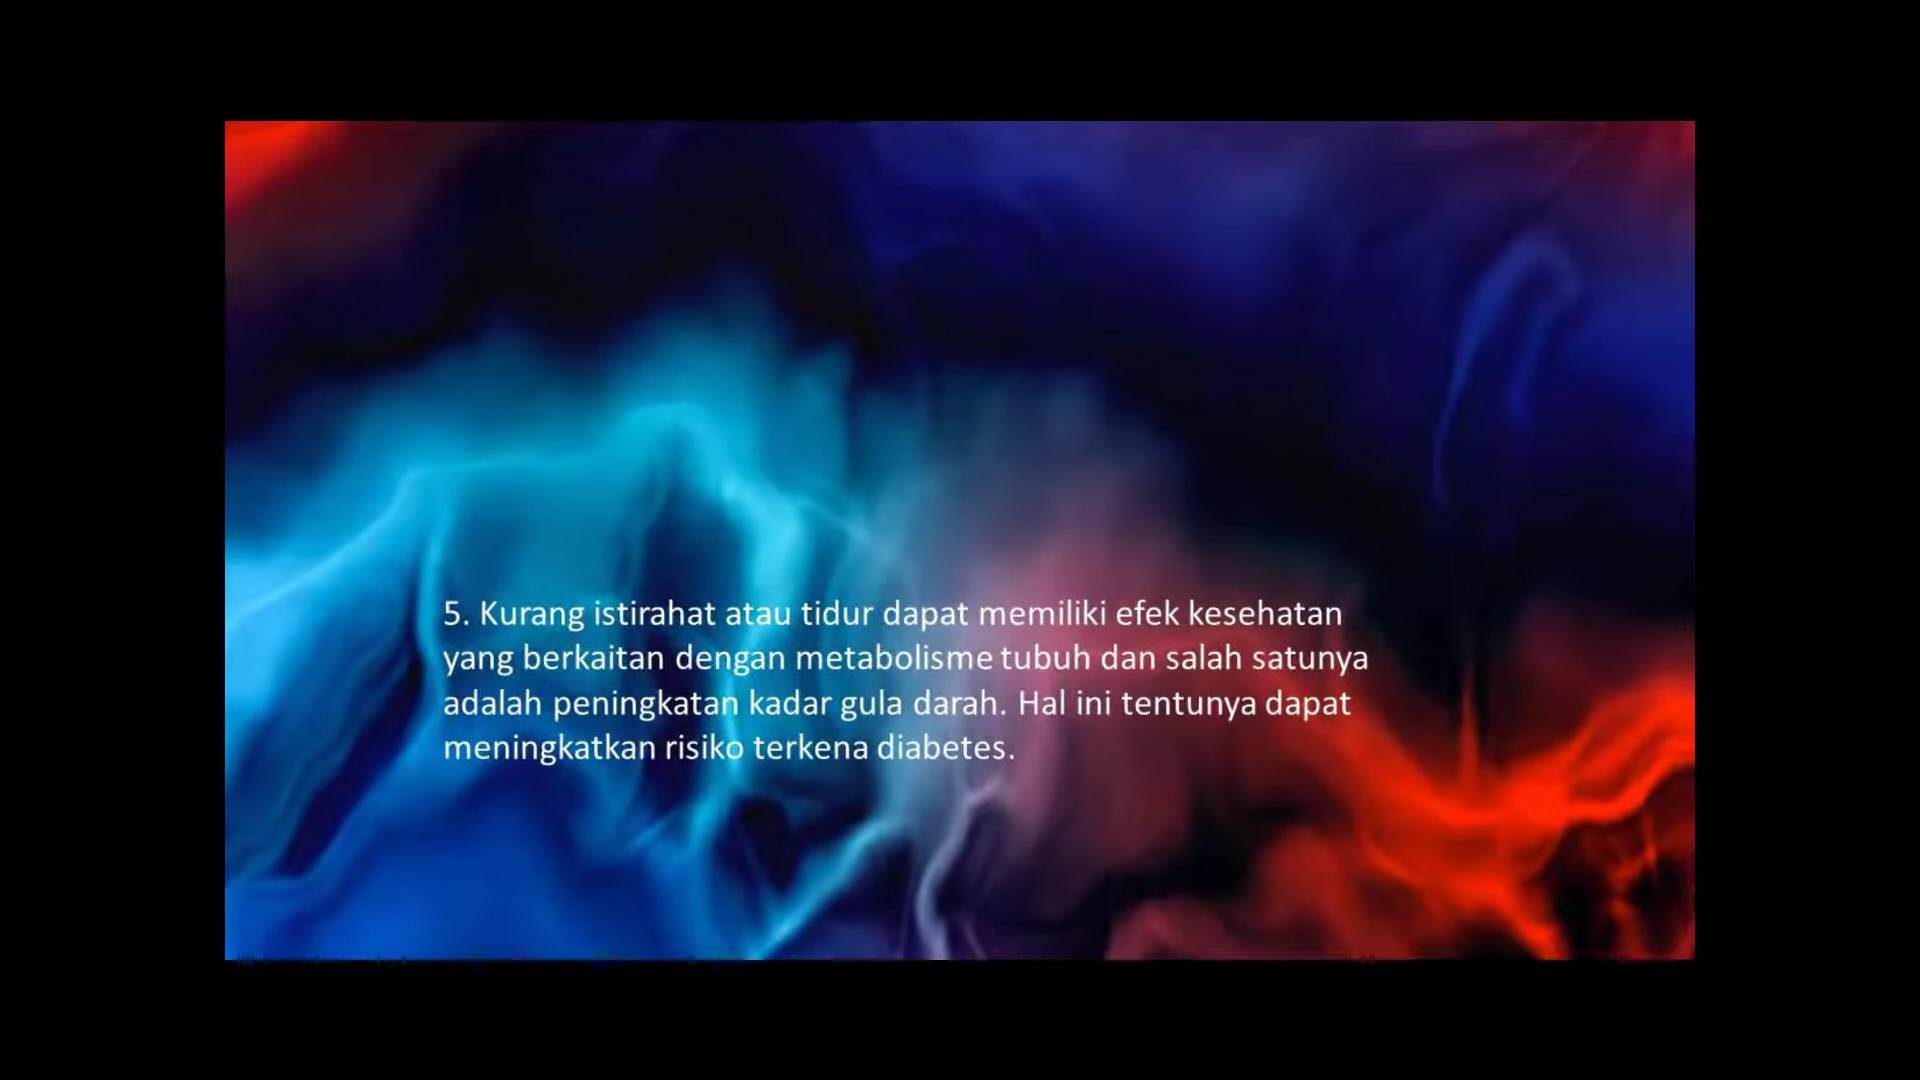 5. Kurang istirahat atau tidur dapat memiliki efek kesehatan
yang berkaitan dengan metabolisme tubuh dan salah satunya
adalah peningkatan kadar gula darah. Hal ini tentunya dapat
meningkatkan risiko terkena diabetes.